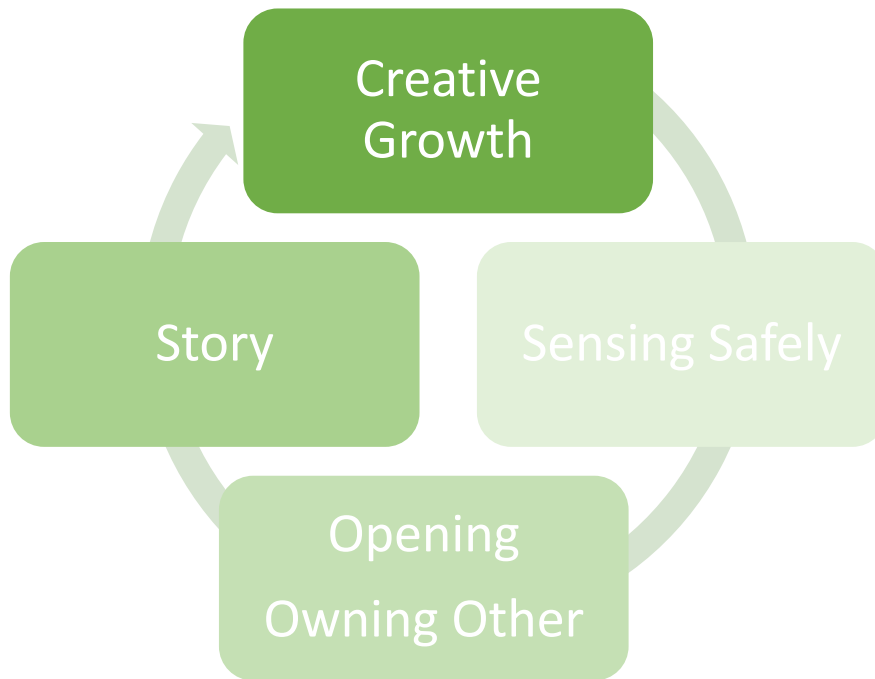 Creative
Growth
Story
Sensing Safely
Opening
Owning Other